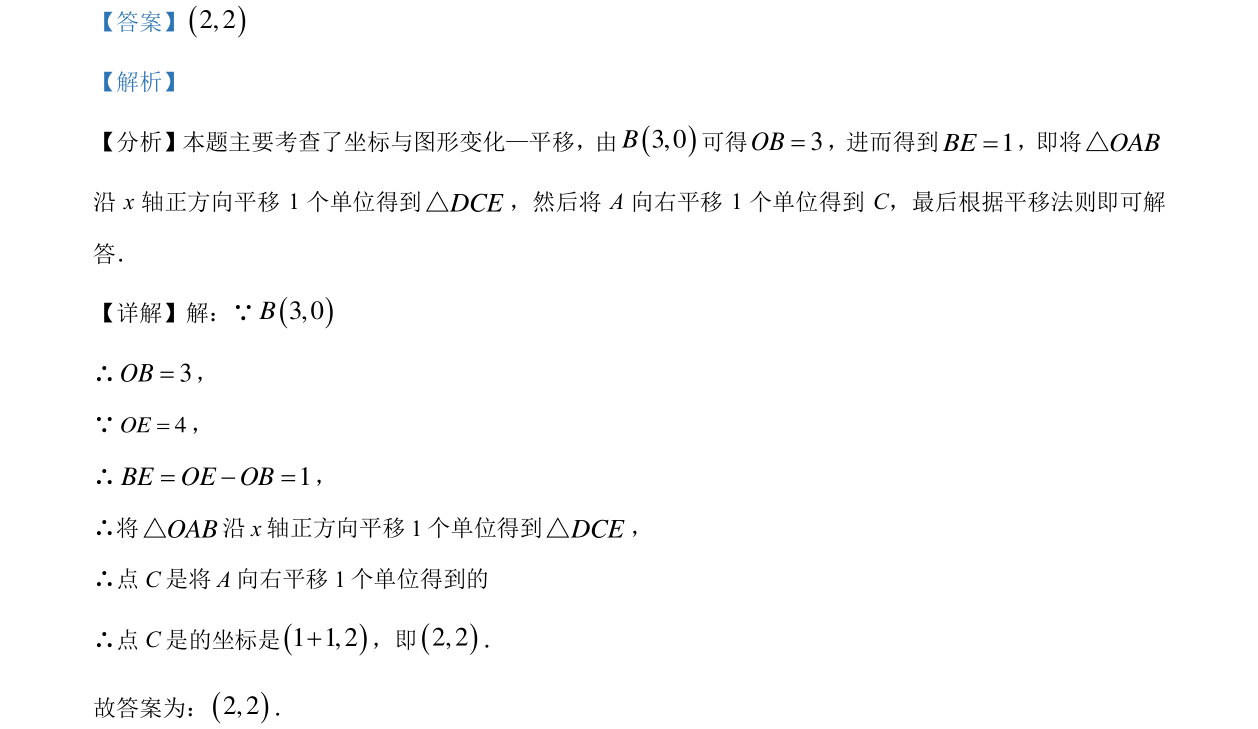 【答案】(2,2)
【解析】
【分析】本题主要考查了坐标与图形变化—平移，由B(3,0)可得OB=3，进而得到BE=1，即将△OAB
沿 x 轴正方向平移 1 个单位得到△DCE，然后将 A 向右平移 1 个单位得到 C，最后根据平移法则即可解
答．
【详解】解：∵B(3,0)
∴OB=3，
∵OE=4，
∴BE=OE−OB=1，
∴将△OAB沿 x 轴正方向平移 1 个单位得到△DCE，
∴点 C 是将 A 向右平移 1 个单位得到的
∴点 C 是的坐标是(1+1,2)，即(2,2)．
故答案为：(2,2)．